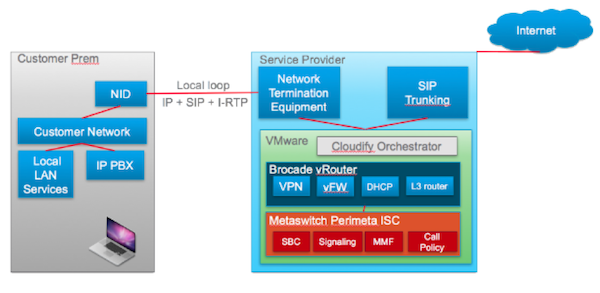 Internet
Customer Prem
Service Provider
NID
Local loop
IP + SIP + I-RTP
Network
Termination
Equipment
SIP
Trunking
Customer Network
Local
LAN
Services
IP PBX
VMware
Cloudify Orchestrator
Brocade vRouter
VPN
vFW
DHCP
L3 router
Metaswitch Perimeta ISC
SBC
Signaling
MMF
Call
Policy